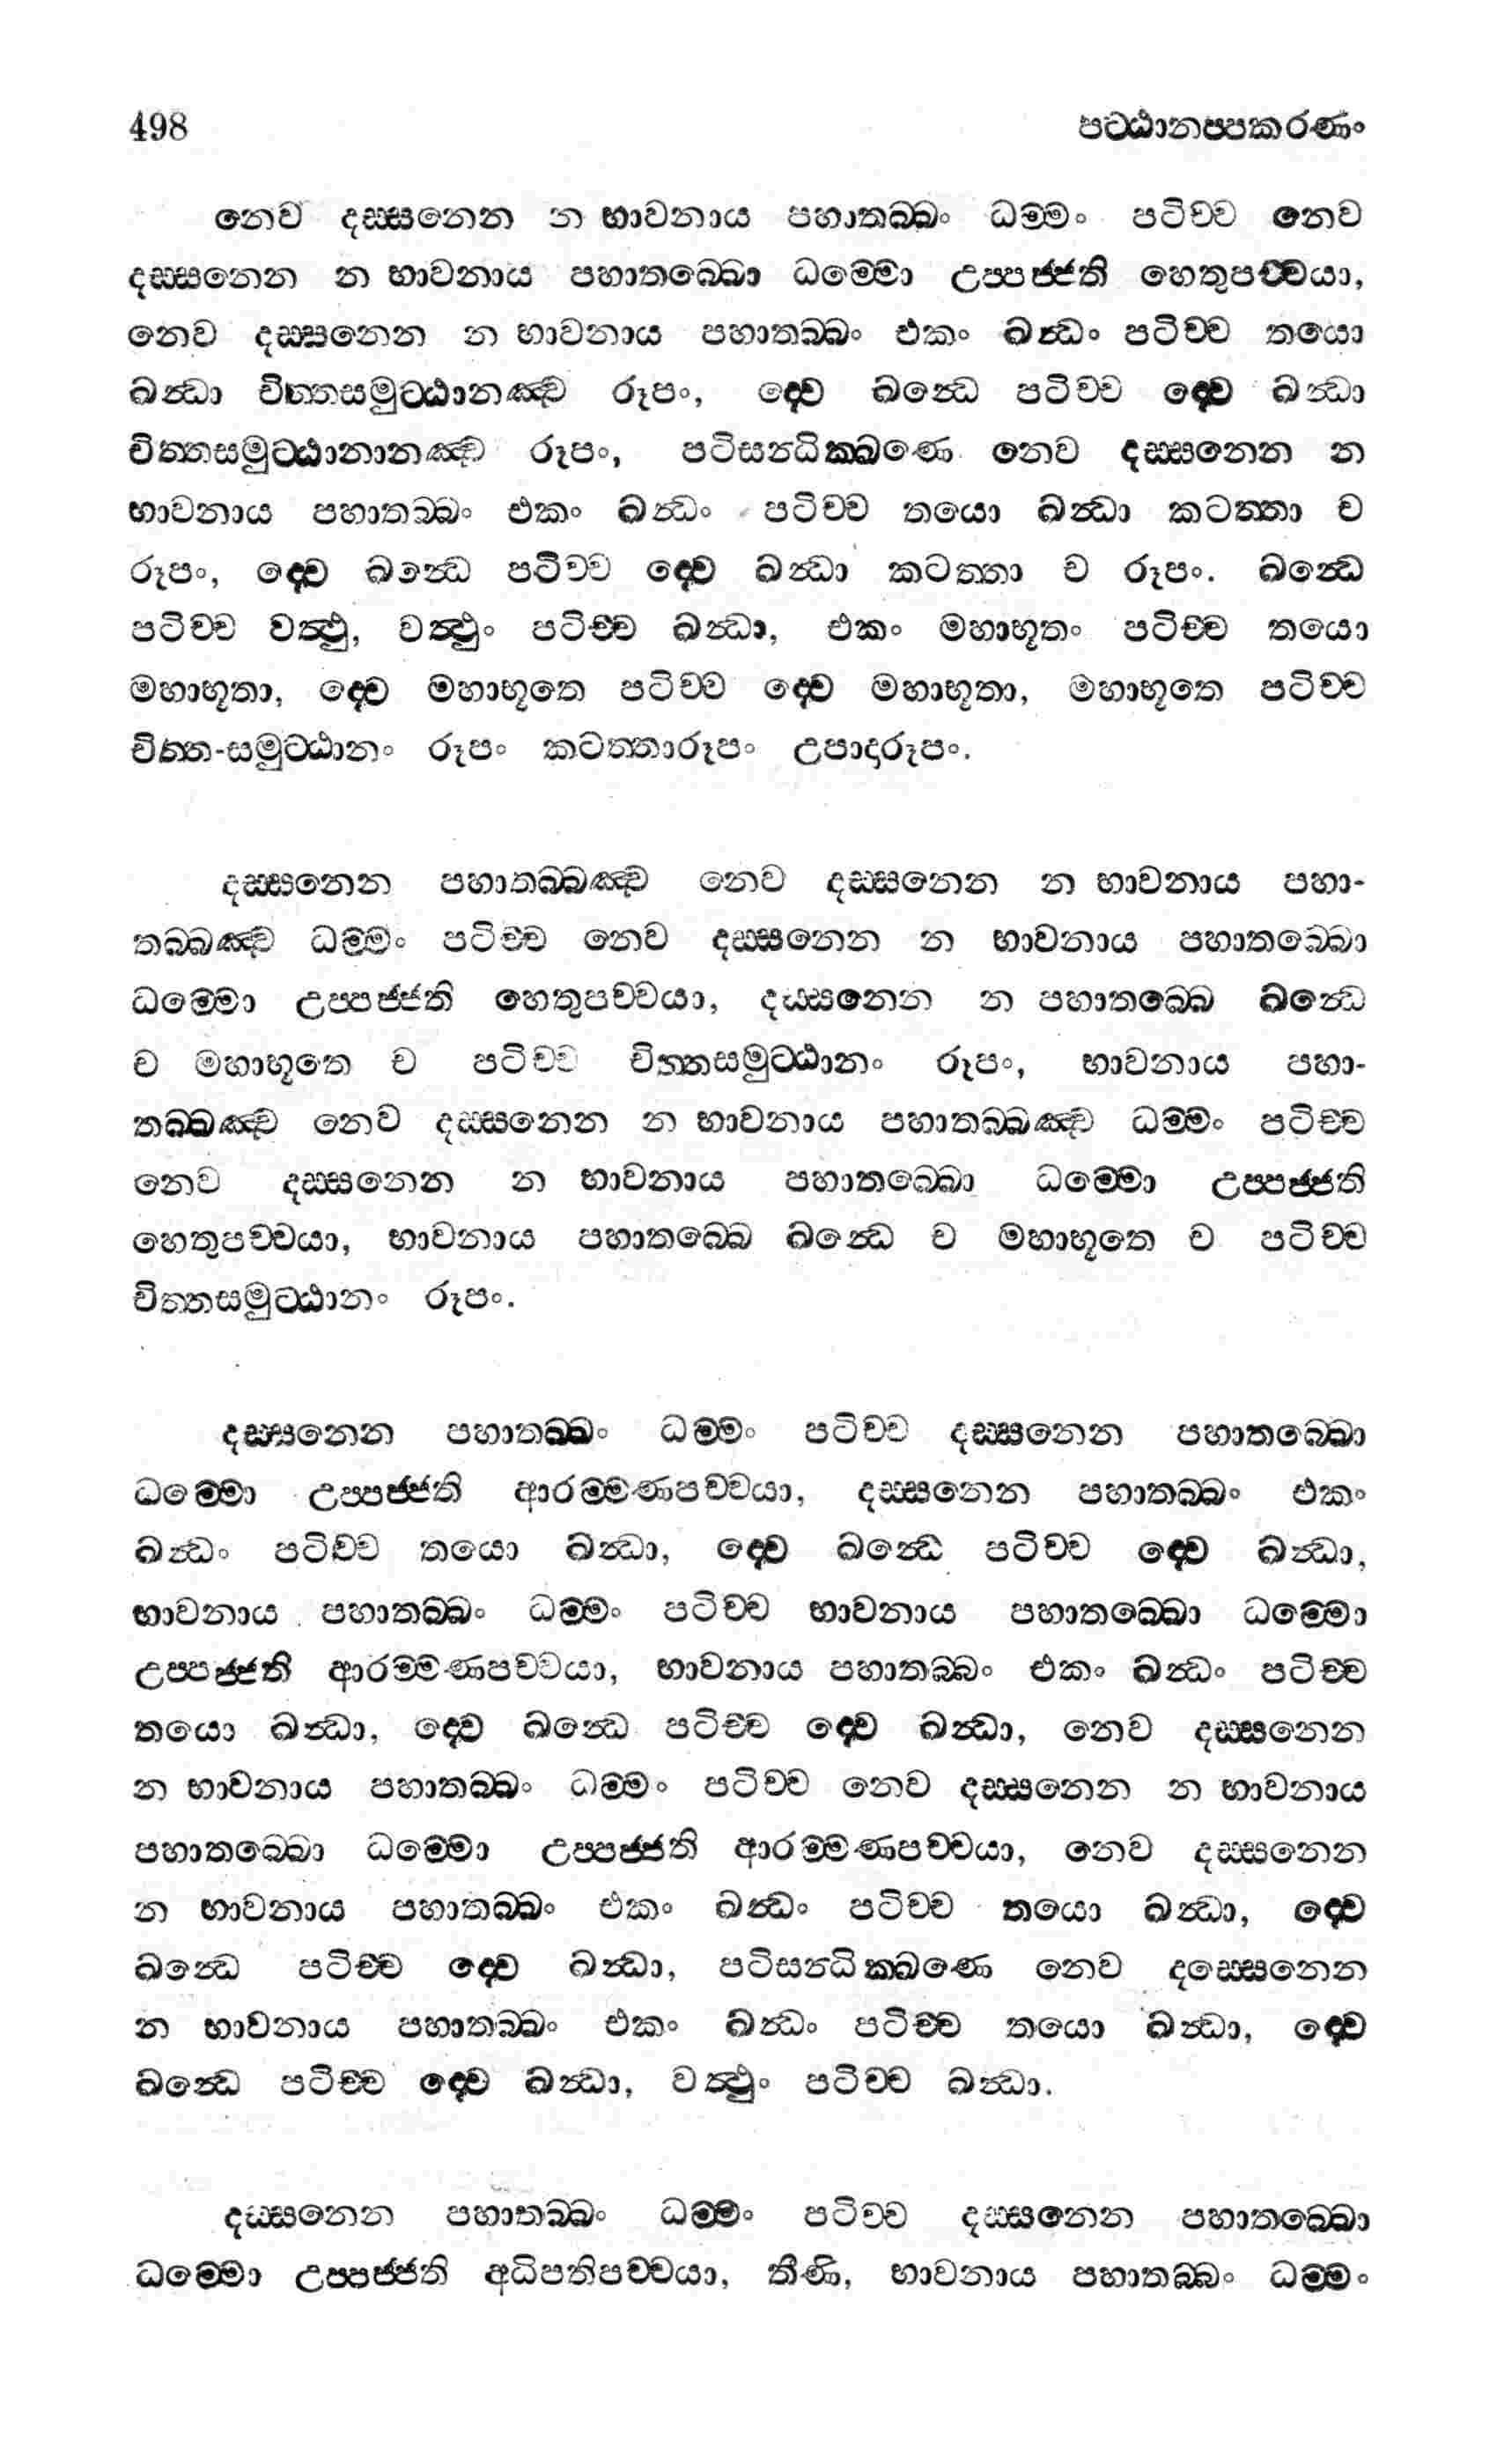 498 පට්ඨානප්පකරණං
නෙව දස්සනෙන න භාවනාය පහාතබ්බං ධම්මං පටිච්ච නෙව
දස්සනෙන න භාවනාය පහාතබ්බො ධම්මො උප්පජ්ජති හෙතුපච්චයා,
නෙව දස්සනෙන න භාවනාය පහාතබ්බං එකං ඛන්ධං පටිච්ච තයො
ඛන්ධා චිත්තසමුට්ඨානඤ්ච රූපං, ද්වෙ ඛන්ධෙ පටිච්ච ද්වෙ ඛන්ධා
චිත්තසමුට්ඨානානඤ්ච රූපං, පටිසන්ධික්ඛණෙ නෙව දස්සනෙන න
භාවනාය පහාතබ්බං එකං ඛන්ධං පටිච්ච තයො ඛන්ධා කටත්තා ච
රූපං, ද්වෙ ඛන්ධෙ පටිච්ච ද්වෙ ඛන්ධා කටත්තා ච රූපං. ඛන්ධෙ
පටිච්ච වත්ථු, වත්ථුං පටිච්ච ඛන්ධා, එකං මහාභූතං පටිච්ච තයො
මහාභූතා, ද්වෙ මහාභූතෙ පටිච්ච ද්වෙ මහාභූතා, මහාභූතෙ පටිච්ච
චිත්ත-සමුට්ඨානං රූපං කටත්තාරූපං උපාදාරූපං.
දස්සනෙන පහාතබ්බඤ්ච නෙව දස්සනෙන න භාවනාය පහා-
තබ්බඤ්ච ධම්මං පටිච්ච නෙව දස්සනෙන න භාවනාය පහාතබ්බො
ධම්මො උප්පජ්ජති හෙතුපච්චයා, දස්සනෙන න පහාතබ්බෙ ඛන්ධෙ
ච මහාභූතෙ ච පටිච්ච චිත්තසමුට්ඨානං රූපං, භාවනාය පහා-
තබ්බඤ්ච නෙව දස්සනෙන න භාවනාය පහාතබ්බඤ්ච ධම්මං පටිච්ච
නෙව දස්සනෙන න භාවනාය පහාතබ්බො ධම්මො උප්පජ්ජති
හෙතුපච්චයා, භාවනාය පහාතබ්බෙ ඛන්ධෙ ච මහාභූතෙ ච පටිච්ච
චිත්තසමුට්ඨානං රූපං.
දස්සනෙන පහාතබ්බං ධම්මං පටිච්ච දස්සනෙන පහාතබ්බො
ධම්මො උප්පජ්ජති ආරම්මණපච්චයා, දස්සනෙන පහාතබ්බං එකං
ඛන්ධං පටිච්ච තයො ඛන්ධා, ද්වෙ ඛන්ධෙ පටිච්ච ද්වෙ ඛන්ධා,
භාවනාය පහාතබ්බං ධම්මං පටිච්ච භාවනාය පහාතබ්බො ධම්මො
උප්පජ්ජති ආරම්මණපච්චයා, භාවනාය පහාතබ්බං එකං ඛන්ධං පටිච්ච
තයො ඛන්ධා, ද්වෙ ඛන්ධෙ පටිච්ච ද්වෙ ඛන්ධා, නෙව දස්සනෙන
න භාවනාය පහාතබ්බං ධම්මං පටිච්ච නෙව දස්සනෙන න භාවනාය
පහාතබ්බො ධම්මො උප්පජ්ජති ආරම්මණපච්චයා, නෙව දස්සනෙන
න භාවනාය පහාතබ්බං එකං ඛන්ධං පටිච්ච තයො ඛන්ධා, ද්වෙ
ඛන්ධෙ පටිච්ච ද්වෙ ඛන්ධා, පටිසන්ධික්ඛණෙ නෙව දස්සෙනෙන
න භාවනාය පහාතබ්බං එකං ඛන්ධං පටිච්ච තයො ඛන්ධා, ද්වෙ
ඛන්ධෙ පටිච්ච ද්වෙ ඛන්ධා, වත්ථුං පටිච්ච ඛන්ධා.
දස්සනෙන පහාතබ්බං ධම්මං පටිච්ච දස්සනෙන පහාතබ්බො
ධම්මො උප්පජ්ජති අධිපතිපච්චයා, තීණි, භාවනාය පහාතබ්බං ධම්මං